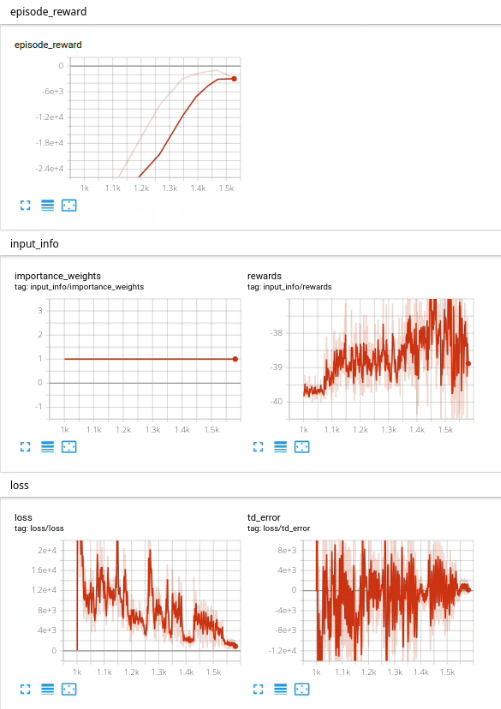 episode_reward
episode_reward
0
-6e+3
-1.2e+4
-1.8e+4
-2.4e+4
1k 1.1k 1.2k 1.3k 1.4k 1.5k
input_info
importance_weights
tag: input_info/importance_weights
3
2
1
0
-1
1k 1.1k 1.2k 1.3k 1.4k 1.5k
rewards
tag: input_info/rewards
-38
-39
-40
1k 1.1k 1.2k 1.3k 1.4k 1.5k
loss
loss
tag: loss/loss
2e+4
1.6e+4
1.2e+4
8e+3
4e+3
0
1k 1.1k 1.2k 1.3k 1.4k 1.5k
td_error
tag: loss/td_error
8e+3
4e+3
0
-4e+3
-8e+3
-1.2e+4
1k 1.1k 1.2k 1.3k 1.4k 1.5k